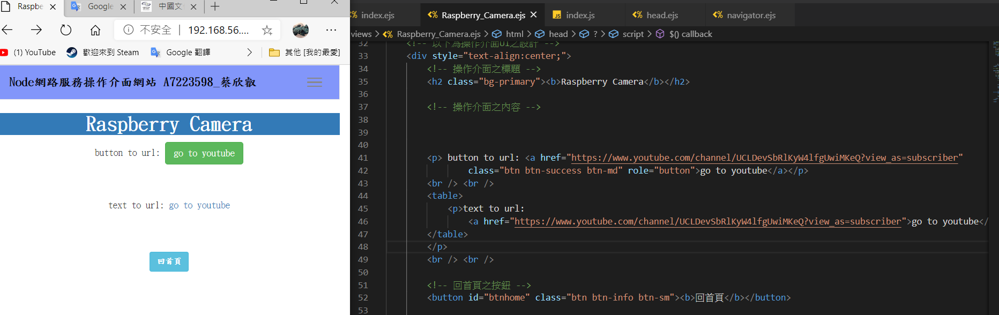 Raspbe
Google
中國文
不安全 | 192.168.56....
(1) YouTube
歡迎來到 Steam
Google 翻譯
其他 [我的最愛]
Node網路服務操作介面網站 A7223598_蔡欣叡
Raspberry Camera
button to url: go to youtube
text to url: go to youtube
回首頁
index.ejs
Raspberry_Camera.ejs
JS index.js
head.ejs
navigator.ejs
views > Raspberry_Camera.ejs > html > head > ? > script > $() callback
32 <!-- 以下為操作介面UI之設計 -->
33 <div style="text-align:center;">
34 <!-- 操作介面之標題 -->
35 <h2 class="bg-primary"><b>Raspberry Camera</b></h2>
36
37 <!-- 操作介面之內容 -->
38
39
40
41 <p> button to url: <a href="https://www.youtube.com/channel/UCLDevSbRlKyW4lfgUwiMKeQ?view_as=subscriber"
42 class="btn btn-success btn-md" role="button">go to youtube</a></p>
43 <br /> <br />
44 <table>
45 <p>text to url:
46 <a href="https://www.youtube.com/channel/UCLDevSbRlKyW4lfgUwiMKeQ?view_as=subscriber">go to youtube</
47 </table>
48 </p>
49 <br /> <br />
50
51 <!-- 回首頁之按鈕 -->
52 <button id="btnhome" class="btn btn-info btn-sm"><b>回首頁</b></button>
53